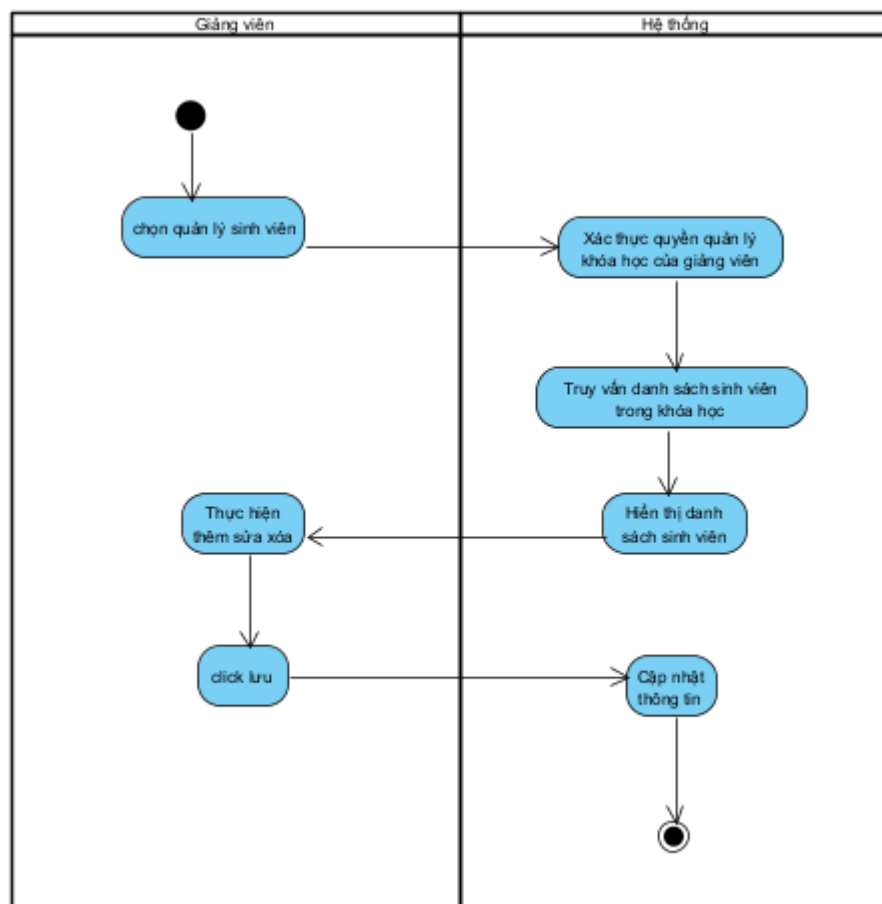 Giảng viên
Hệ thống
chọn quản lý sinh viên
Xác thực quyền quản lý
khóa học của giảng viên
Truy vấn danh sách sinh viên
trong khóa học
Hiển thị danh
sách sinh viên
Thực hiện
thêm sửa xóa
click lưu
Cập nhật
thông tin